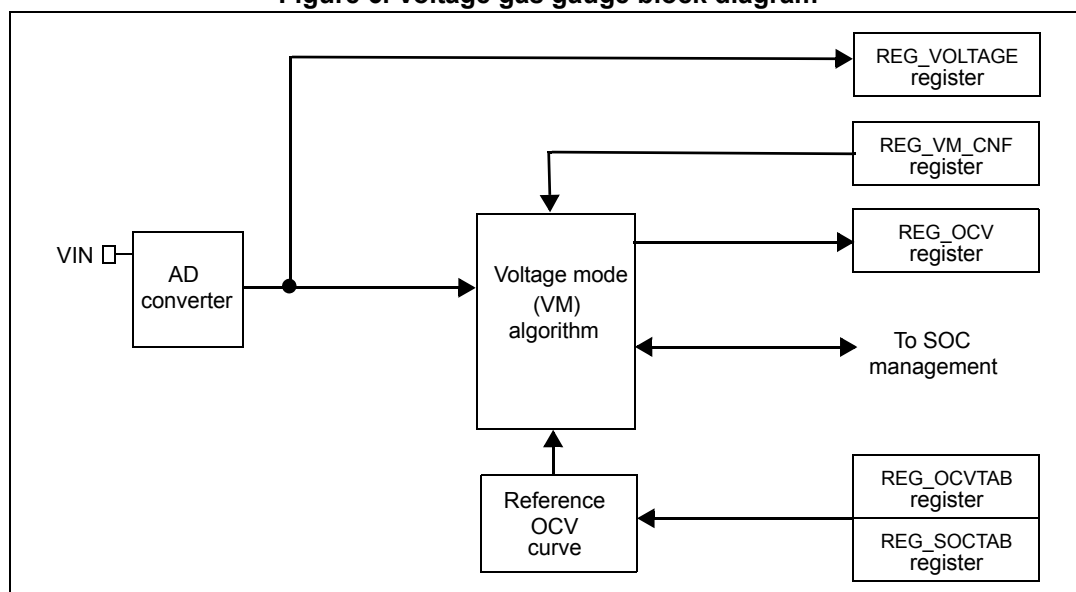 Figure 6. Voltage gas gauge block diagram
REG_VOLTAGE
register
REG_VM_CNF
register
REG_OCV
register
VIN
AD
converter
Voltage mode
(VM)
algorithm
To SOC
management
Reference
OCV
curve
REG_OCVTAB
register
REG_SOCTAB
register